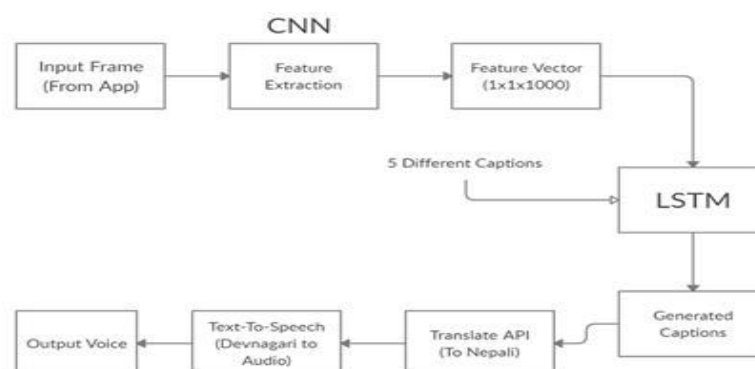 CNN
Input Frame
(From App)
Feature
Extraction
Feature Vector
(1x1x1000)
5 Different Captions
LSTM
Generated
Captions
Translate API
(To Nepali)
Text-To-Speech
(Devnagari to
Audio)
Output Voice